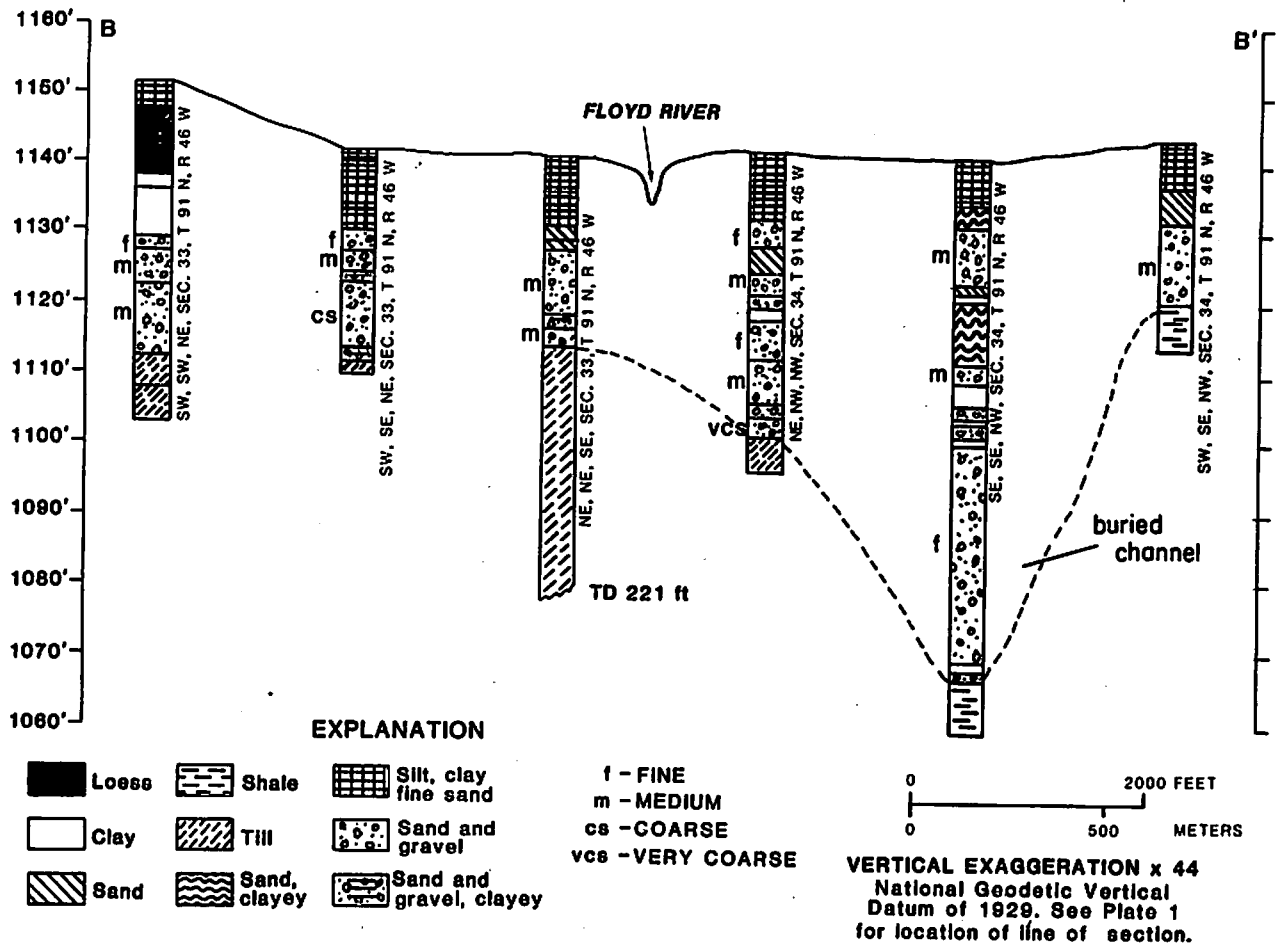 B
B'
1160'
1150'
1140'
1130'
1120'
1110'
1100'
1090'
1080'
1070'
1060'
FLOYD RIVER
f
m
m
SW, SW, NE, SEC. 33, T 91 N, R 46 W
f
m
cs
SW, SE, NE, SEC. 33, T 91 N, R 46 W
m
m
NE, NE, SE, SEC. 33, T 91 N, R 46 W
TD 221 ft
f
m
f
m
vcs
NE, NW, NW, SEC. 34, T 91 N, R 46 W
m
m
f
SE, SE, NW, SEC. 34, T 91 N, R 46 W
m
SW, SE, NW, SEC. 34, T 91 N, R 46 W
buried
channel
EXPLANATION
Loess
Clay
Sand
Shale
Till
Sand,
clayey
Silt, clay
fine sand
Sand and
gravel
Sand and
gravel, clayey
f – FINE
m – MEDIUM
cs – COARSE
vcs – VERY COARSE
0 2000 FEET
0 500 METERS
VERTICAL EXAGGERATION x 44
National Geodetic Vertical
Datum of 1929. See Plate 1
for location of line of section.